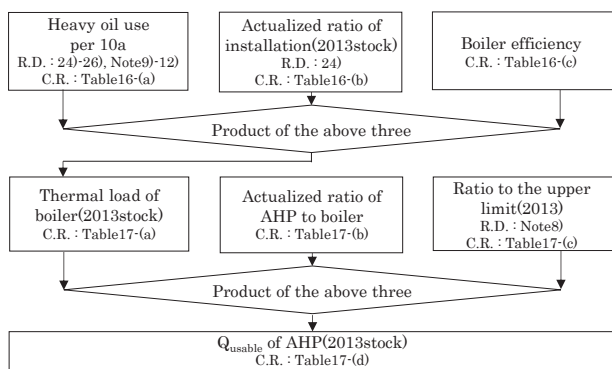 Heavy oil use
per 10a
R.D. : 24)-26), Note9)-12)
C.R. : Table16-(a)
Actualized ratio of
installation(2013stock)
R.D. : 24)
C.R. : Table16-(b)
Boiler efficiency
C.R. : Table16-(c)
Product of the above three
Thermal load of
boiler(2013stock)
C.R. : Table17-(a)
Actualized ratio of
AHP to boiler
C.R. : Table17-(b)
Ratio to the upper
limit(2013)
R.D. : Note8)
C.R. : Table17-(c)
Product of the above three
Qusable of AHP(2013stock)
C.R. : Table17-(d)